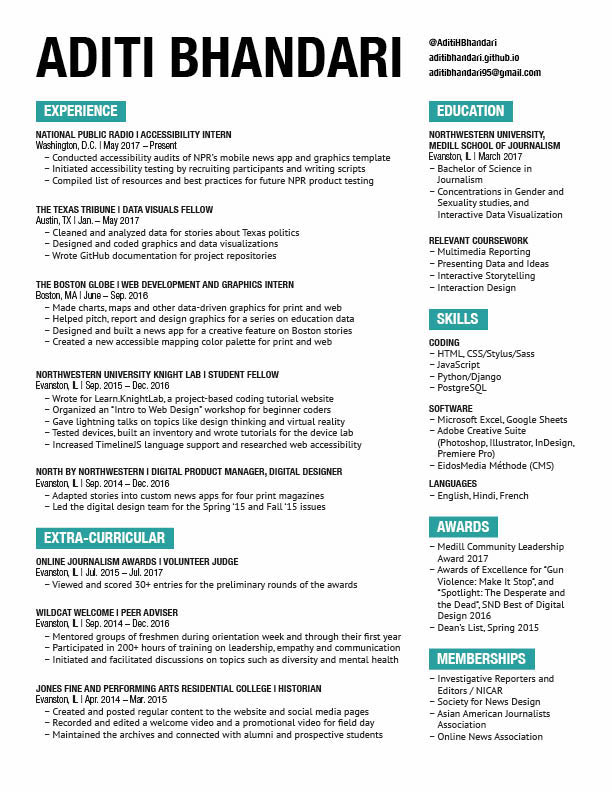 ADITI BHANDARI
@AditiHBhandari
aditibhandari.github.io
aditibhandari95@gmail.com
EXPERIENCE
NATIONAL PUBLIC RADIO | ACCESSIBILITY INTERN
Washington, D.C. | May 2017 – Present
– Conducted accessibility audits of NPR's mobile news app and graphics template
– Initiated accessibility testing by recruiting participants and writing scripts
– Compiled list of resources and best practices for future NPR product testing
THE TEXAS TRIBUNE | DATA VISUALS FELLOW
Austin, TX | Jan. – May 2017
– Cleaned and analyzed data for stories about Texas politics
– Designed and coded graphics and data visualizations
– Wrote GitHub documentation for project repositories
THE BOSTON GLOBE | WEB DEVELOPMENT AND GRAPHICS INTERN
Boston, MA | June – Sep. 2016
– Made charts, maps and other data-driven graphics for print and web
– Helped pitch, report and design graphics for a series on education data
– Designed and built a news app for a creative feature on Boston stories
– Created a new accessible mapping color palette for print and web
NORTHWESTERN UNIVERSITY KNIGHT LAB | STUDENT FELLOW
Evanston, IL | Sep. 2015 – Dec. 2016
– Wrote for Learn.KnightLab, a project-based coding tutorial website
– Organized an "Intro to Web Design" workshop for beginner coders
– Gave lightning talks on topics like design thinking and virtual reality
– Tested devices, built an inventory and wrote tutorials for the device lab
– Increased TimelineJS language support and researched web accessibility
NORTH BY NORTHWESTERN | DIGITAL PRODUCT MANAGER, DIGITAL DESIGNER
Evanston, IL | Sep. 2014 – Dec. 2016
– Adapted stories into custom news apps for four print magazines
– Led the digital design team for the Spring '15 and Fall '15 issues
EXTRA-CURRICULAR
ONLINE JOURNALISM AWARDS | VOLUNTEER JUDGE
Evanston, IL | Jul. 2015 – Jul. 2017
– Viewed and scored 30+ entries for the preliminary rounds of the awards
WILDCAT WELCOME | PEER ADVISER
Evanston, IL | Sep. 2014 – Dec. 2016
– Mentored groups of freshmen during orientation week and through their first year
– Participated in 200+ hours of training on leadership, empathy and communication
– Initiated and facilitated discussions on topics such as diversity and mental health
JONES FINE AND PERFORMING ARTS RESIDENTIAL COLLEGE | HISTORIAN
Evanston, IL | Apr. 2014 – Mar. 2015
– Created and posted regular content to the website and social media pages
– Recorded and edited a welcome video and a promotional video for field day
– Maintained the archives and connected with alumni and prospective students
EDUCATION
NORTHWESTERN UNIVERSITY,
MEDILL SCHOOL OF JOURNALISM
Evanston, IL | March 2017
– Bachelor of Science in
Journalism
– Concentrations in Gender and
Sexuality studies, and
Interactive Data Visualization
RELEVANT COURSEWORK
– Multimedia Reporting
– Presenting Data and Ideas
– Interactive Storytelling
– Interaction Design
SKILLS
CODING
– HTML, CSS/Stylus/Sass
– JavaScript
– Python/Django
– PostgreSQL
SOFTWARE
– Microsoft Excel, Google Sheets
– Adobe Creative Suite
(Photoshop, Illustrator, InDesign,
Premiere Pro)
– EidosMedia Méthode (CMS)
LANGUAGES
– English, Hindi, French
AWARDS
– Medill Community Leadership
Award 2017
– Awards of Excellence for "Gun
Violence: Make It Stop", and
"Spotlight: The Desperate and
the Dead", SND Best of Digital
Design 2016
– Dean's List, Spring 2015
MEMBERSHIPS
– Investigative Reporters and
Editors / NICAR
– Society for News Design
– Asian American Journalists
Association
– Online News Association